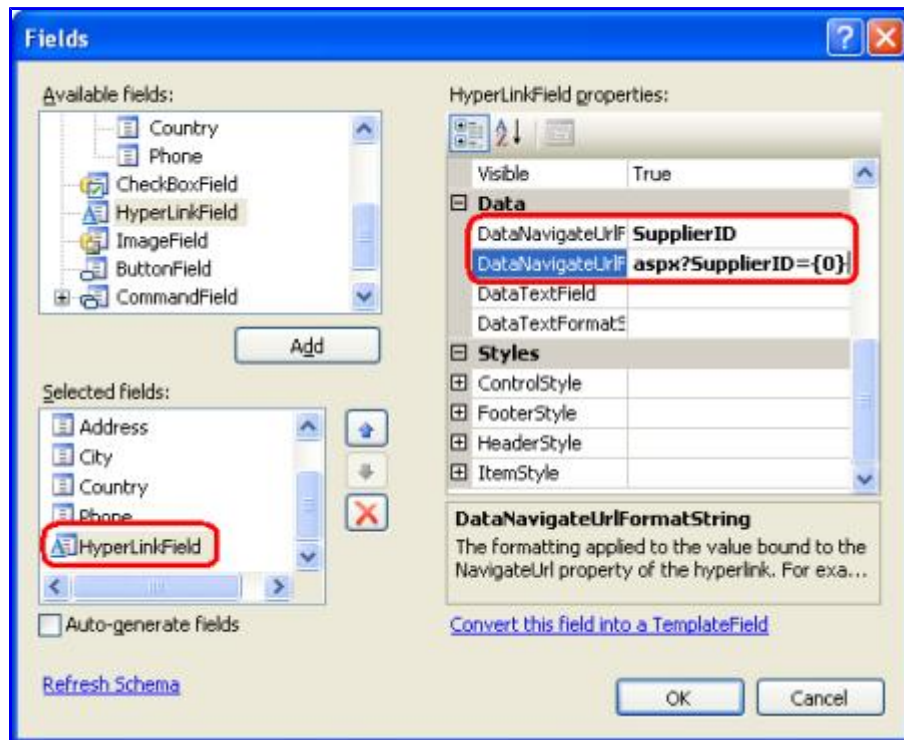 Fields
Available fields:
Country
Phone
CheckBoxField
HyperLinkField
ImageField
ButtonField
CommandField
Add
Selected fields:
Address
City
Country
Phone
HyperLinkField
Auto-generate fields
Refresh Schema
HyperLinkField properties:
Visible True
Data
DataNavigateUrlF SupplierID
DataNavigateUrlF aspx?SupplierID={0}
DataTextField
DataTextFormatS
Styles
ControlStyle
FooterStyle
HeaderStyle
ItemStyle
DataNavigateUrlFormatString
The formatting applied to the value bound to the
NavigateUrl property of the hyperlink. For exa...
Convert this field into a TemplateField
OK Cancel